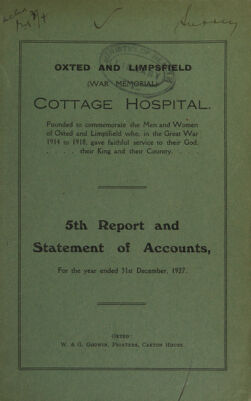 Surrey
OXTED AND LIMPSFIELD
(WAR MEMORIAL)
COTTAGE HOSPITAL.
Founded to commemorate the Men and Women
of Oxted and Limpsfield who, in the Great War
1914 to 1918, gave faithful service to their God,
. . . . . their King and their Country. . . .
5th Report and
Statement of Accounts,
For the year ended 31st December, 1927.
OXTED:
W. & G. GODWIN, PRINTERS, CAXTON HOUSE.